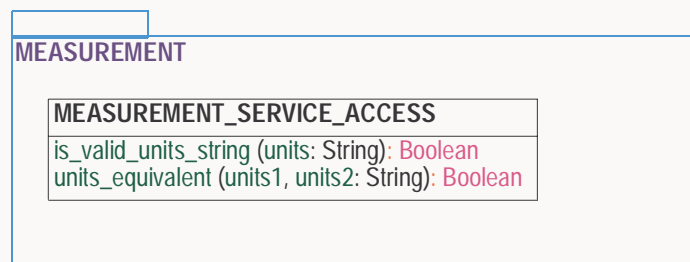 MEASUREMENT
MEASUREMENT_SERVICE_ACCESS
is_valid_units_string (units: String): Boolean
units_equivalent (units1, units2: String): Boolean